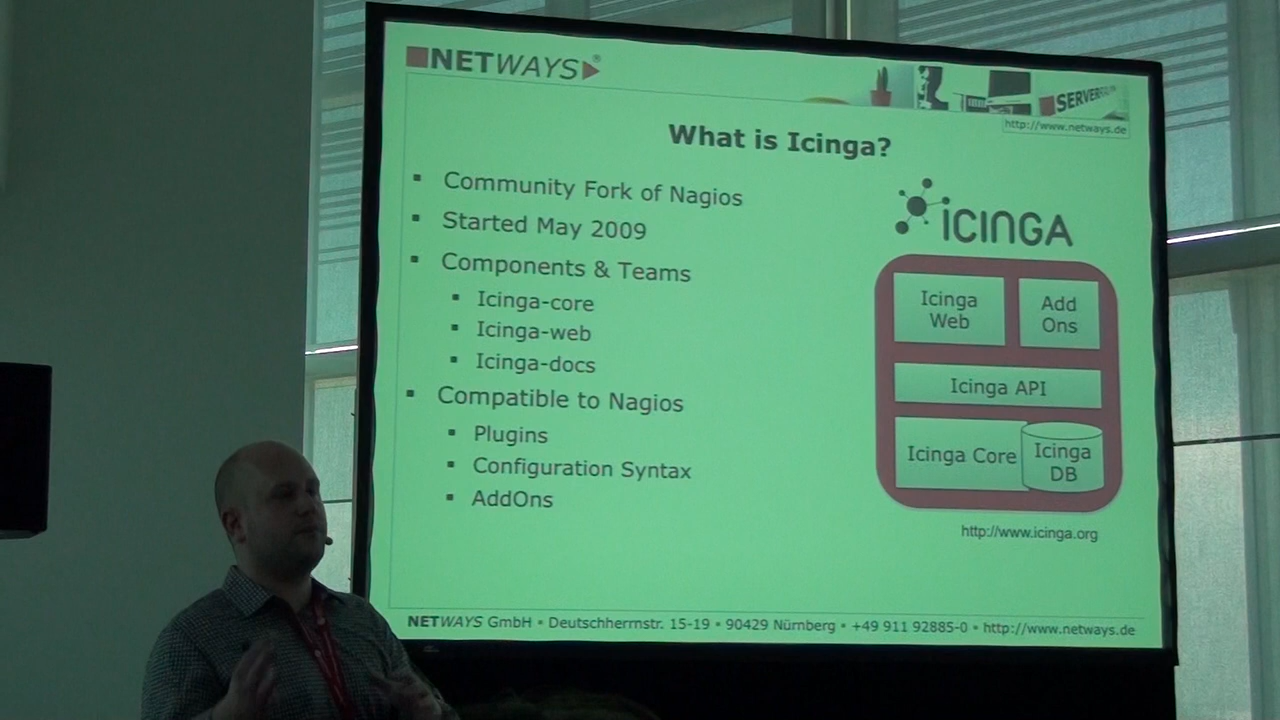 NETWAYS®
SERVER
http://www.netways.de
What is Icinga?
Community Fork of Nagios
Started May 2009
Components & Teams
Icinga-core
Icinga-web
Icinga-docs
Compatible to Nagios
Plugins
Configuration Syntax
AddOns
ICINGA
Icinga
Web
Add
Ons
Icinga API
Icinga Core
Icinga
DB
http://www.icinga.org
NETWAYS GmbH ▪ Deutschherrnstr. 15-19 ▪ 90429 Nürnberg ▪ +49 911 92885-0 ▪ http://www.netways.de